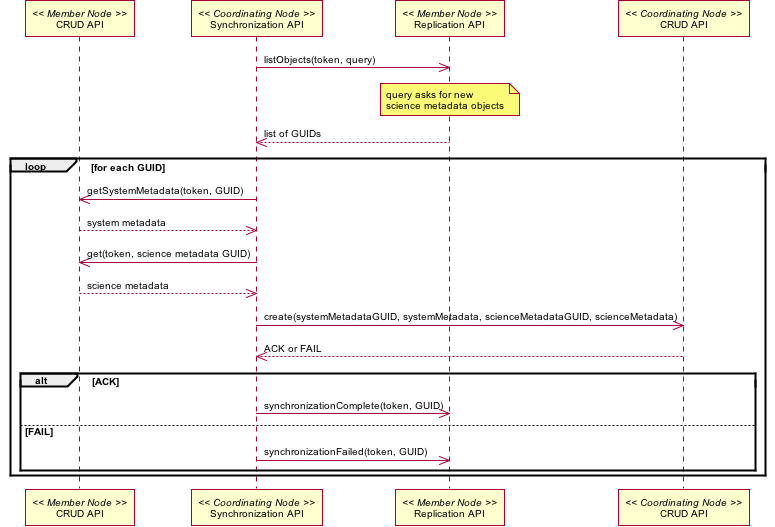 << Member Node >>
CRUD API
<< Coordinating Node >>
Synchronization API
<< Member Node >>
Replication API
<< Coordinating Node >>
CRUD API
listObjects(token, query)
query asks for new
science metadata objects
list of GUIDs
loop
[for each GUID]
getSystemMetadata(token, GUID)
system metadata
get(token, science metadata GUID)
science metadata
create(systemMetadataGUID, systemMetadata, scienceMetadataGUID, scienceMetadata)
ACK or FAIL
alt
[ACK]
synchronizationComplete(token, GUID)
[FAIL]
synchronizationFailed(token, GUID)
<< Member Node >>
CRUD API
<< Coordinating Node >>
Synchronization API
<< Member Node >>
Replication API
<< Coordinating Node >>
CRUD API